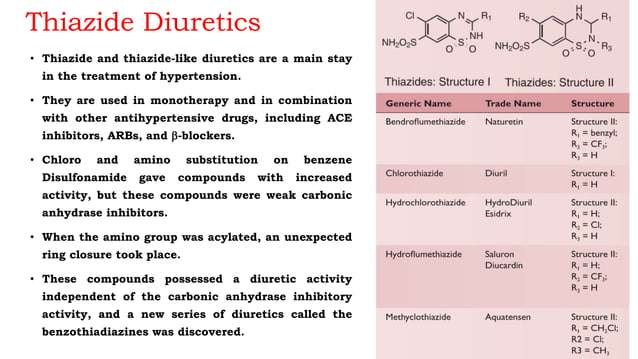 Thiazide Diuretics
• Thiazide and thiazide-like diuretics are a main stay
in the treatment of hypertension.
• They are used in monotherapy and in combination
with other antihypertensive drugs, including ACE
inhibitors, ARBs, and β-blockers.
• Chloro and amino substitution on benzene
Disulfonamide gave compounds with increased
activity, but these compounds were weak carbonic
anhydrase inhibitors.
• When the amino group was acylated, an unexpected
ring closure took place.
• These compounds possessed a diuretic activity
independent of the carbonic anhydrase inhibitory
activity, and a new series of diuretics called the
benzothiadiazines was discovered.
Cl N R₁
NH
NH₂O₂S S
O O
H
R₂ N R₁
N
NH₂O₂S S R₃
O O
Thiazides: Structure I Thiazides: Structure II
Generic Name Trade Name Structure
Bendroflumethiazide Naturetin Structure II:
R₁ = benzyl;
R₂ = CF₃;
R₃ = H
Chlorothiazide Diuril Structure I:
R₁ = H
Hydrochlorothiazide HydroDiuril Structure II:
Esidrix R₁ = H;
R₂ = Cl;
R₃ = H
Hydroflumethiazide Saluron Structure II:
Diucardin R₁ = H;
R₂ = CF₃;
R₃ = H
Methyclothiazide Aquatensen Structure II:
R₁ = CH₂Cl;
R2 = Cl;
R3 = CH₃